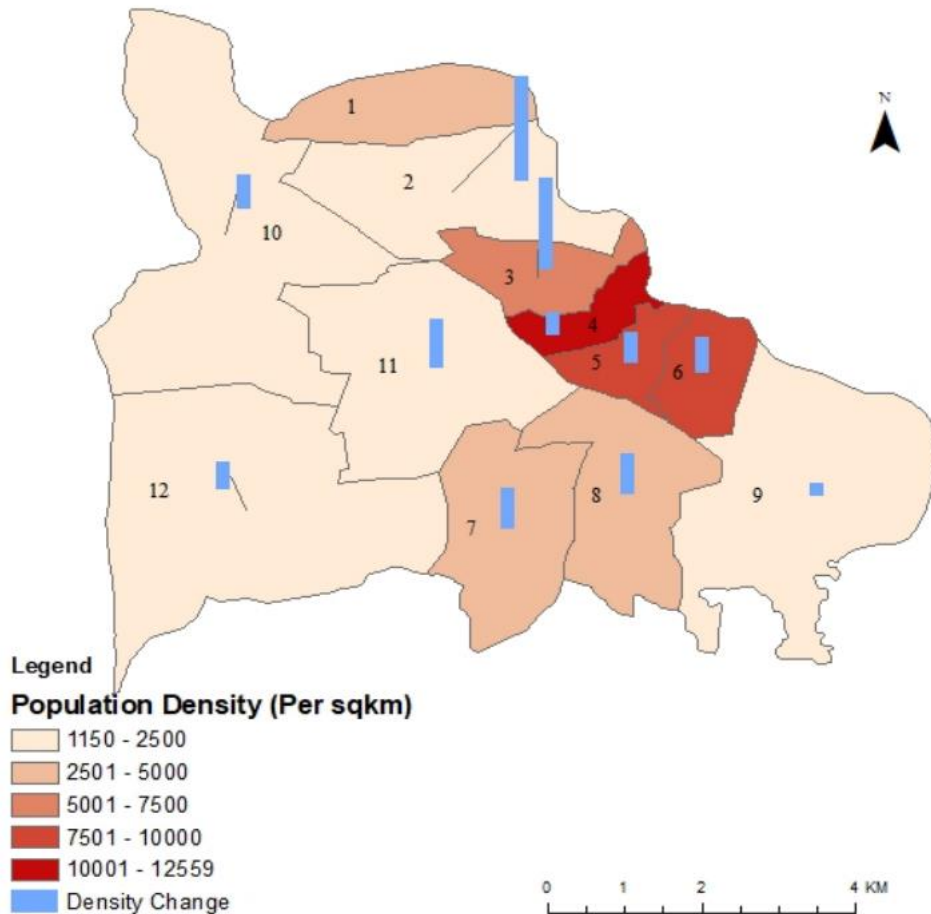 1
N
2
10
3
4
5
6
11
12
7
8
9
Legend
Population Density (Per sqkm)
1150 - 2500
2501 - 5000
5001 - 7500
7501 - 10000
10001 - 12559
Density Change
0 1 2 4 KM